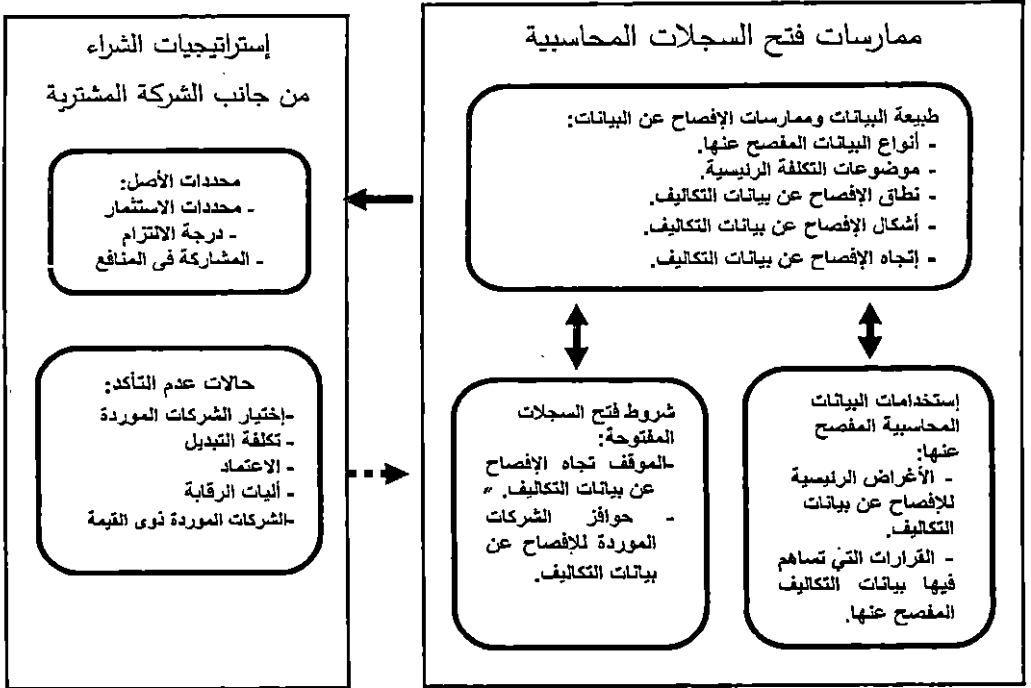 ممارسات فتح السجلات المحاسبية
طبيعة البيانات وممارسات الإفصاح عن البيانات:
- أنواع البيانات المفصح عنها.
- موضوعات التكلفة الرئيسية.
- نطاق الإفصاح عن بيانات التكاليف.
- أشكال الإفصاح عن بيانات التكاليف.
- إتجاه الإفصاح عن بيانات التكاليف.
إستخدامات البيانات
المحاسبية المفصح
عنها:
- الأغراض الرئيسية
للإفصاح عن بيانات
التكاليف.
- القرارات التي تساهم
فيها بيانات التكاليف
المفصح عنها.
شروط فتح السجلات
المفتوحة:
-الموقف تجاه الإفصاح
عن بيانات التكاليف.
- حوافز الشركات
الموردة للإفصاح عن
بيانات التكاليف.
إستراتيجيات الشراء
من جانب الشركة المشترية
محددات الأصل:
- محددات الاستثمار
- درجة الالتزام
- المشاركة فى المنافع
حالات عدم التأكد:
-إختيار الشركات الموردة
- تكلفة التبديل
- الاعتماد
- أليات الرقابة
-الشركات الموردة ذوى القيمة